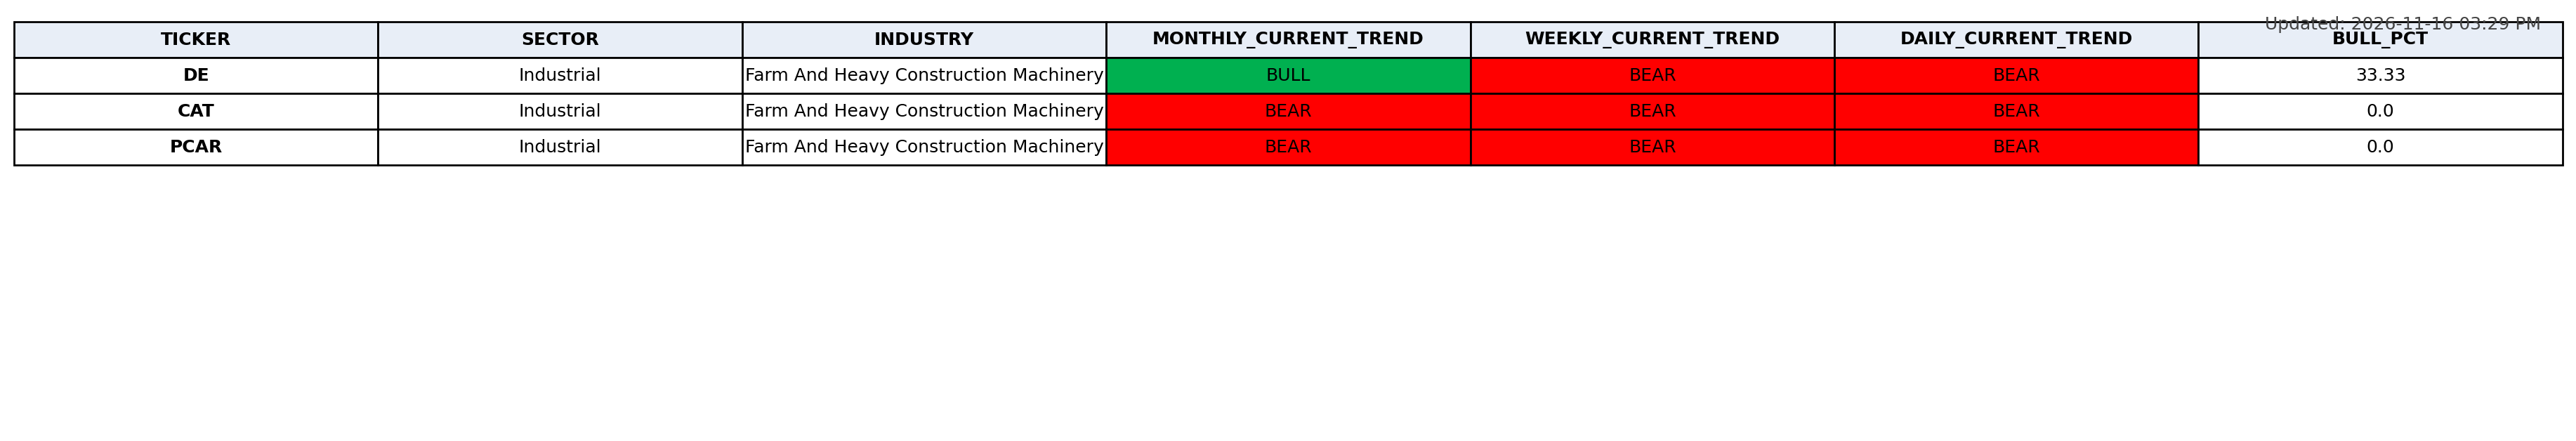 Updated: 2026-11-16 03:29 PM
TICKER SECTOR INDUSTRY MONTHLY_CURRENT_TREND WEEKLY_CURRENT_TREND DAILY_CURRENT_TREND BULL_PCT
DE Industrial Farm And Heavy Construction Machinery BULL BEAR BEAR 33.33
CAT Industrial Farm And Heavy Construction Machinery BEAR BEAR BEAR 0.0
PCAR Industrial Farm And Heavy Construction Machinery BEAR BEAR BEAR 0.0